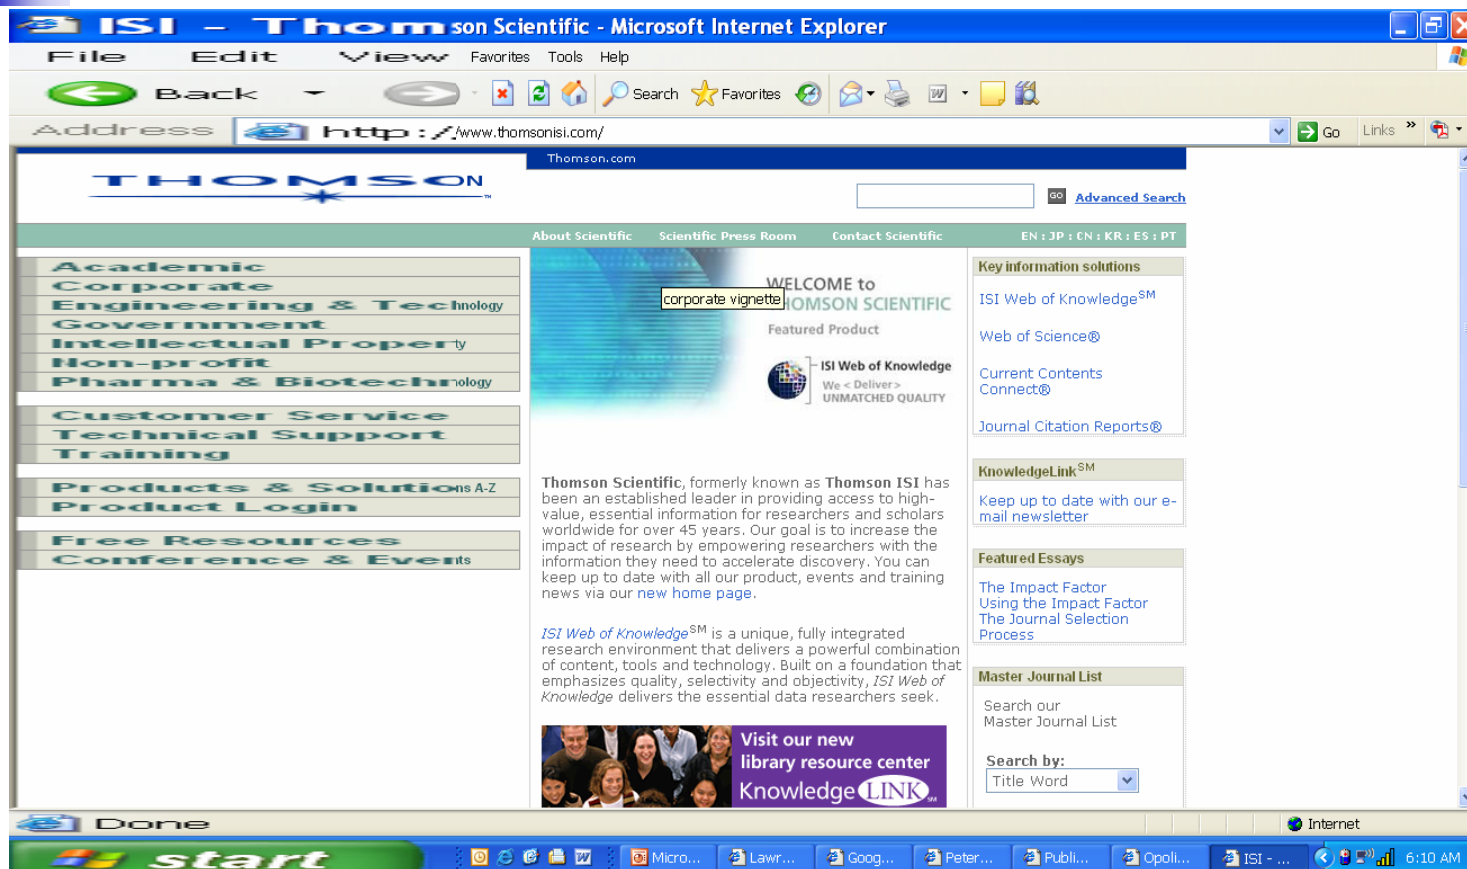 ISI - Thomson Scientific - Microsoft Internet Explorer
File Edit View Favorites Tools Help
Back Search Favorites
Address http://www.thomsonisi.com/ Go Links »
Thomson.com
THOMSON
TM
GO Advanced Search
About Scientific Scientific Press Room Contact Scientific EN : JP : CN : KR : ES : PT
Academic
Corporate
Engineering & Technology
Government
Intellectual Property
Non-profit
Pharma & Biotechnology
Customer Service
Technical Support
Training
Products & Solutions A-Z
Product Login
Free Resources
Conference & Events
WELCOME to
THOMSON SCIENTIFIC
corporate vignette
Featured Product
ISI Web of Knowledge
We < Deliver >
UNMATCHED QUALITY
Thomson Scientific, formerly known as Thomson ISI has
been an established leader in providing access to high-
value, essential information for researchers and scholars
worldwide for over 45 years. Our goal is to increase the
impact of research by empowering researchers with the
information they need to accelerate discovery. You can
keep up to date with all our product, events and training
news via our new home page.
ISI Web of Knowledge℠ is a unique, fully integrated
research environment that delivers a powerful combination
of content, tools and technology. Built on a foundation that
emphasizes quality, selectivity and objectivity, ISI Web of
Knowledge delivers the essential data researchers seek.
Visit our new
library resource center
Knowledge LINK SM
Key information solutions
ISI Web of Knowledge℠
Web of Science®
Current Contents
Connect®
Journal Citation Reports®
KnowledgeLink℠
Keep up to date with our e-
mail newsletter
Featured Essays
The Impact Factor
Using the Impact Factor
The Journal Selection
Process
Master Journal List
Search our
Master Journal List
Search by:
Title Word
Done Internet
start Micro... Lawr... Goog... Peter... Publi... Opoli... ISI - ... 6:10 AM